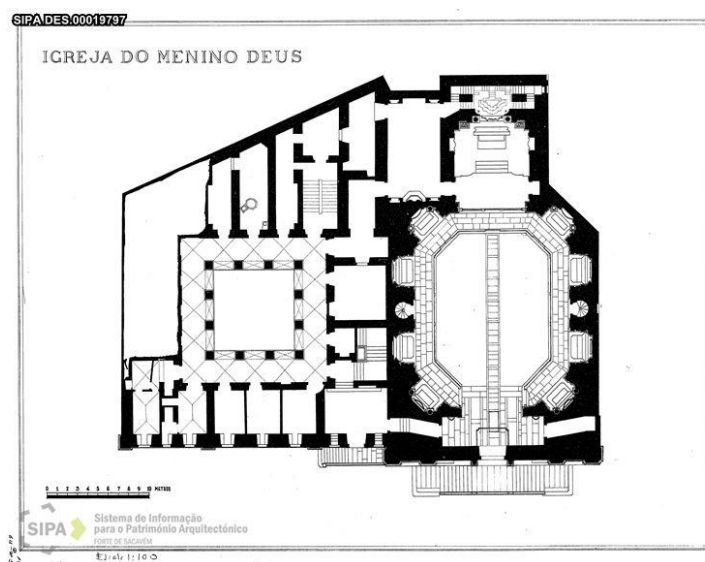 SIPA DES.00019797
IGREJA DO MENINO DEUS
0 1 2 3 4 5 6 7 8 9 10 METROS
SIPA
Sistema de Informação
para o Património Arquitectónico
FORTE DE SACAVÉM